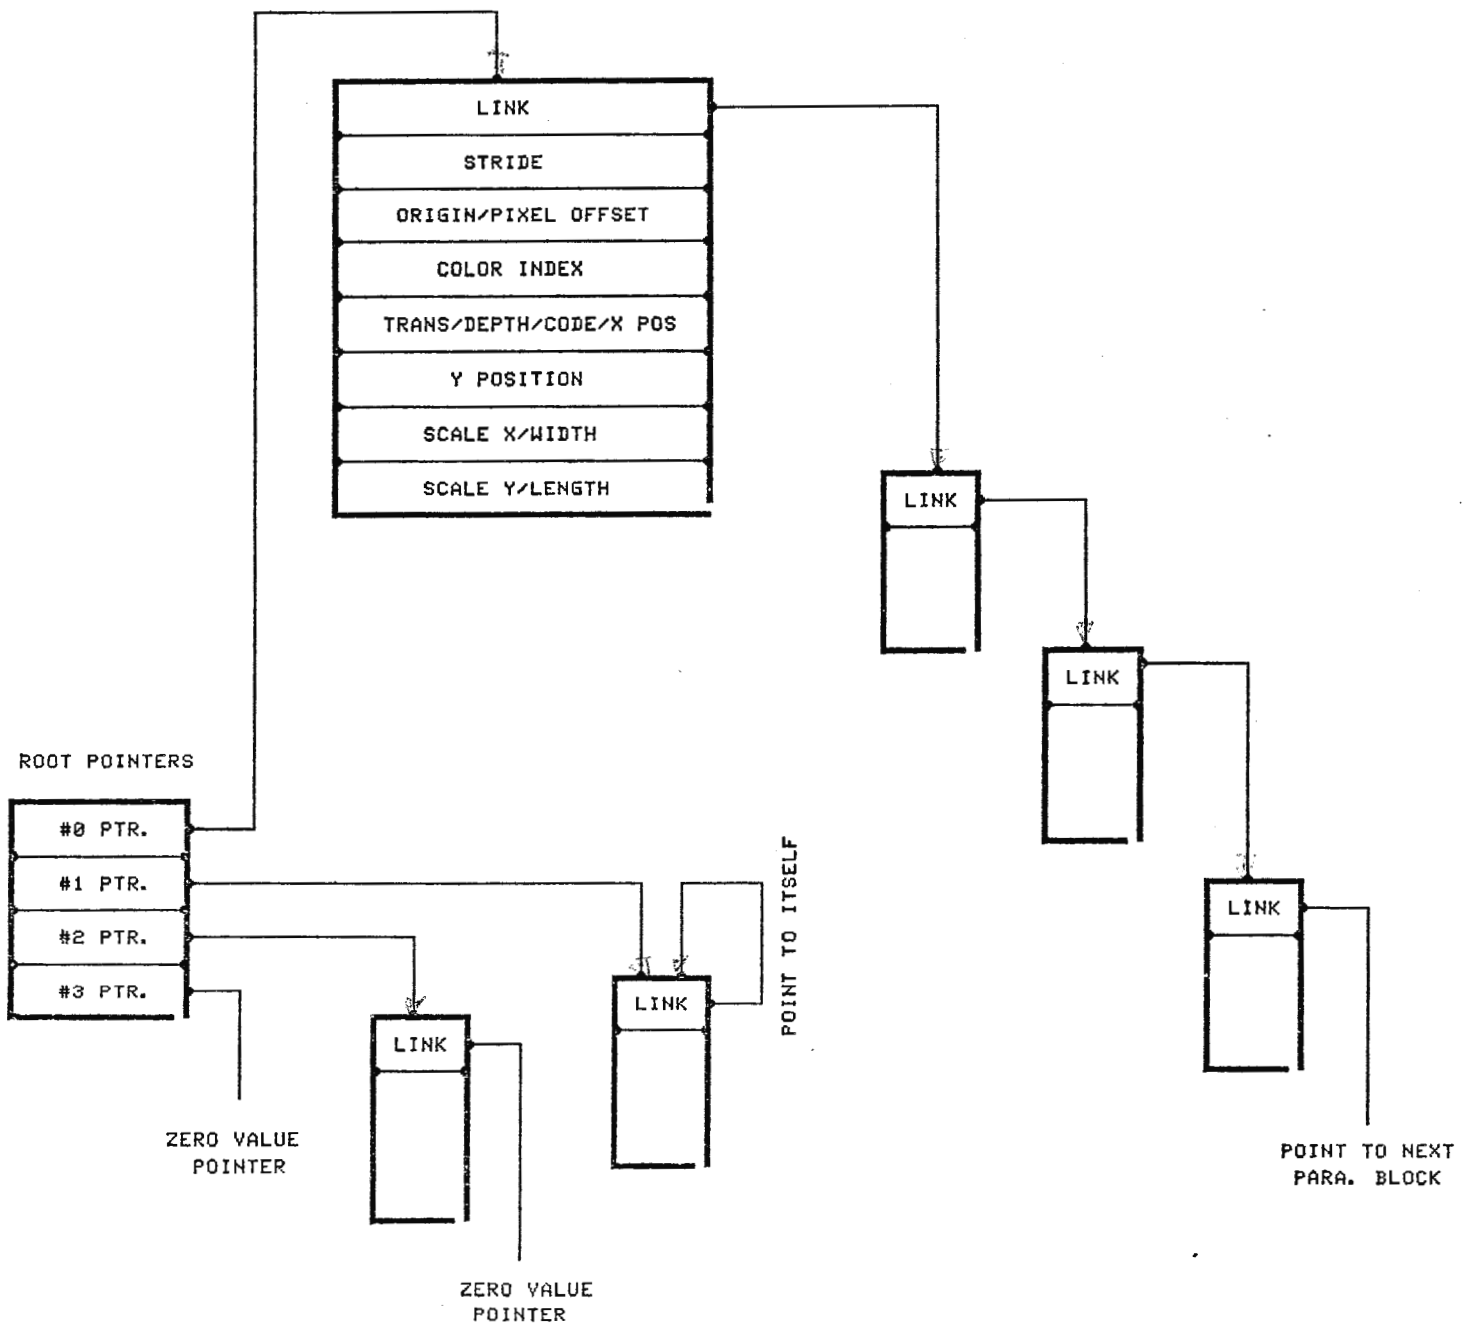 LINK
STRIDE
ORIGIN/PIXEL OFFSET
COLOR INDEX
TRANS/DEPTH/CODE/X POS
Y POSITION
SCALE X/WIDTH
SCALE Y/LENGTH
LINK
LINK
LINK
POINT TO NEXT
PARA. BLOCK
ROOT POINTERS
#0 PTR.
#1 PTR.
#2 PTR.
#3 PTR.
ZERO VALUE
POINTER
LINK
ZERO VALUE
POINTER
LINK
POINT TO ITSELF